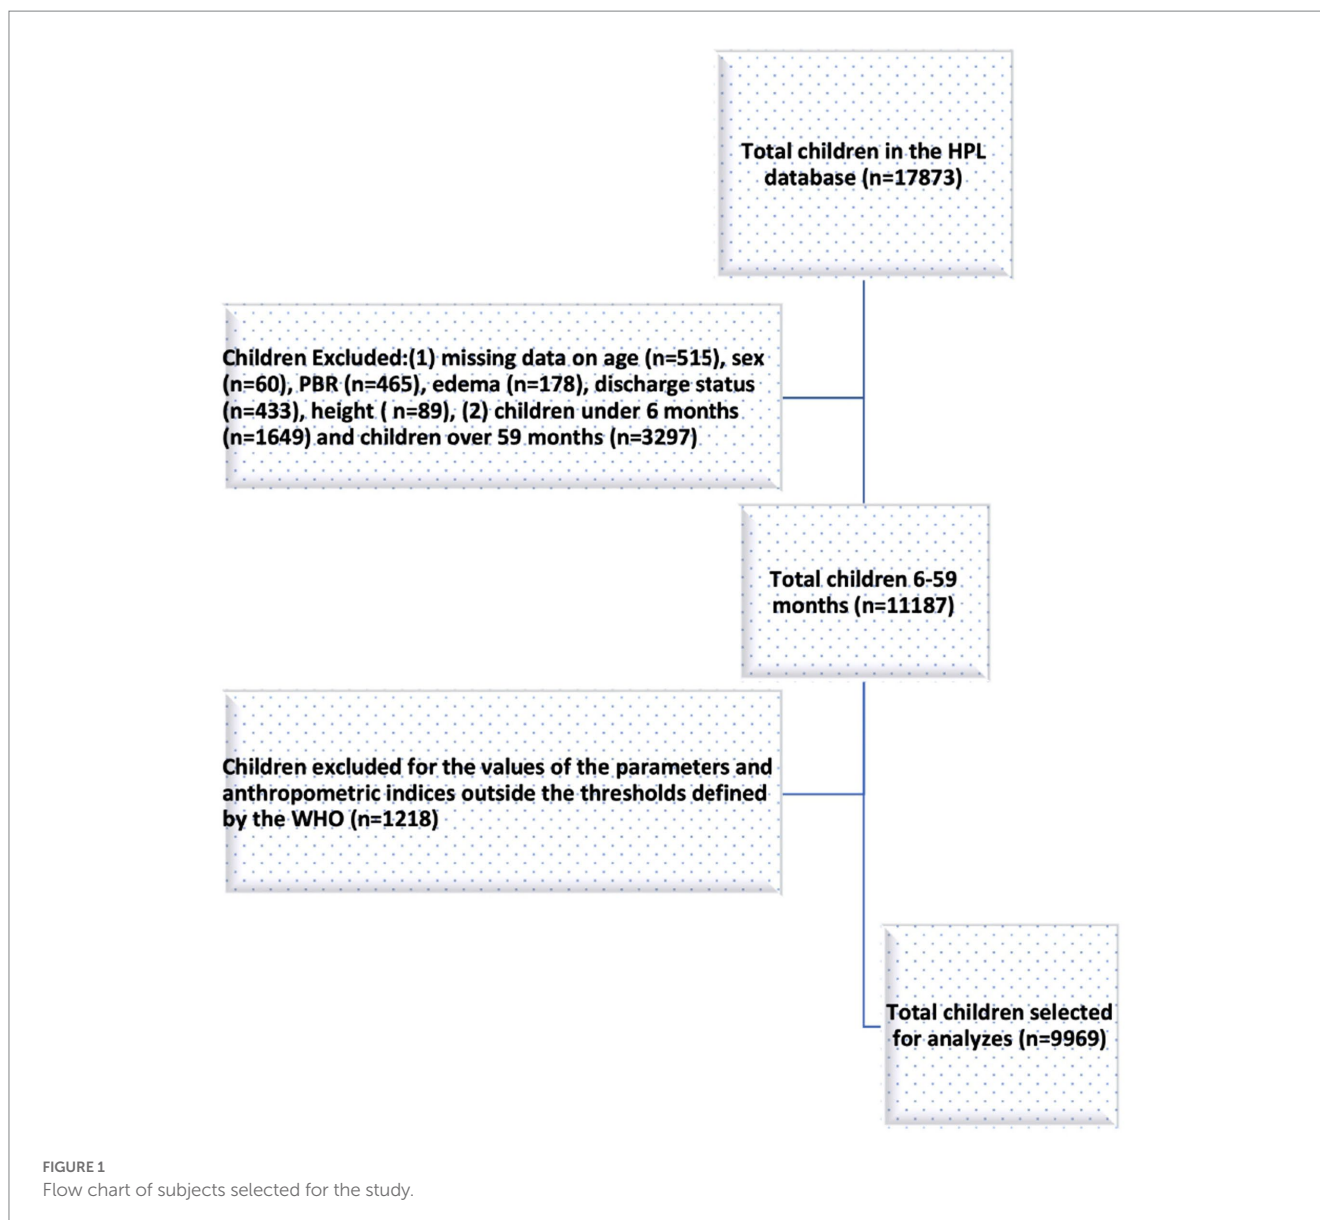 Total children in the HPL
database (n=17873)
Children Excluded:(1) missing data on age (n=515), sex
(n=60), PBR (n=465), edema (n=178), discharge status
(n=433), height ( n=89), (2) children under 6 months
(n=1649) and children over 59 months (n=3297)
Total children 6-59
months (n=11187)
Children excluded for the values of the parameters and
anthropometric indices outside the thresholds defined
by the WHO (n=1218)
Total children selected
for analyzes (n=9969)
FIGURE 1
Flow chart of subjects selected for the study.